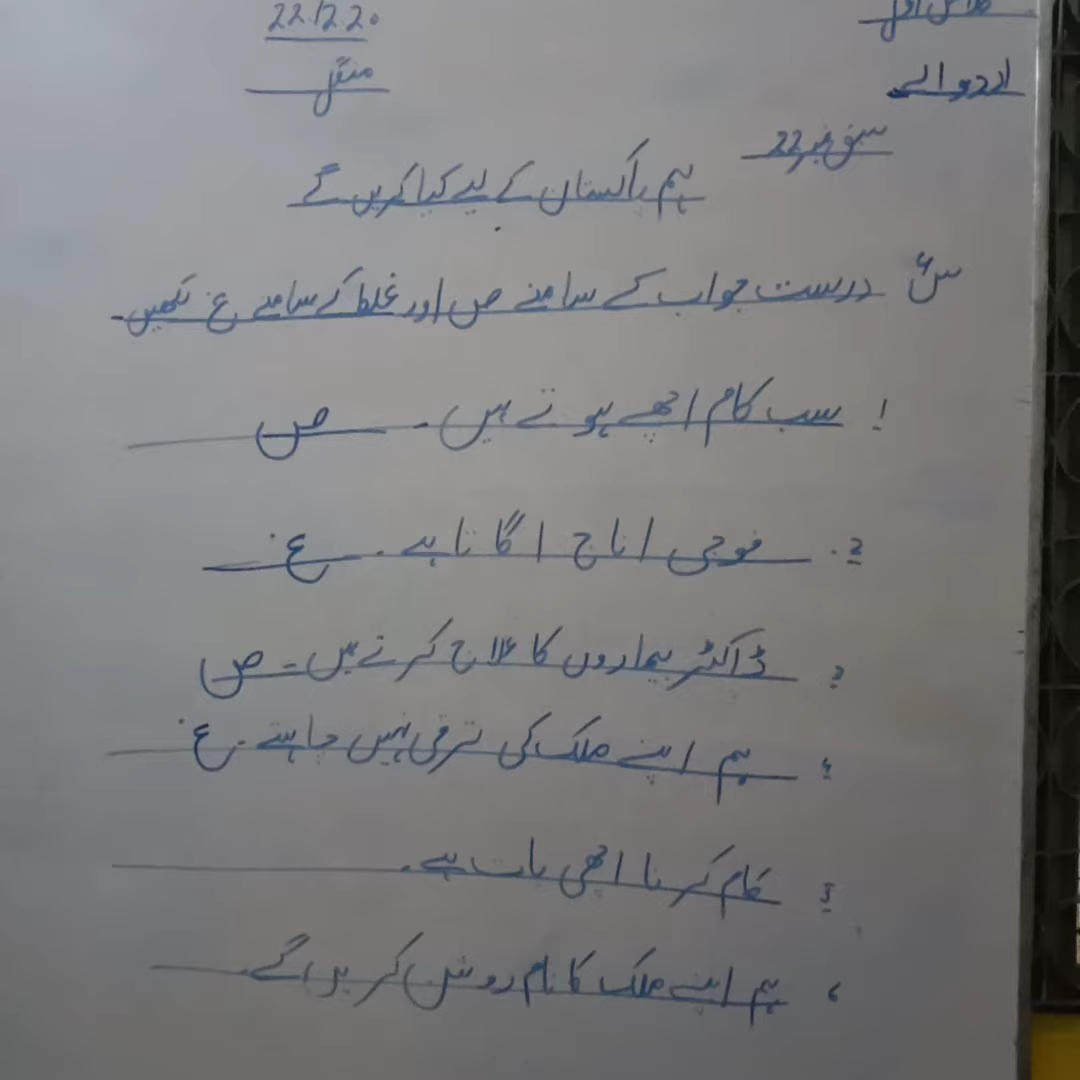 کلاس اول
22.12.20
اردو الے
منگل
سبق نمبر 22
ہم پاکستان کے لیے کیا کریں گے
س۴ درست جواب کے سامنے ص اور غلط کے سامنے غ لکھیں۔
1 سب کام اچھے ہوتے ہیں۔ ص
2. فوجی اناج اگاتا ہے۔ غ
3 ڈاکٹر بیماروں کا علاج کرتے ہیں۔ ص
4 ہم اپنے ملک کی ترقی نہیں چاہتے۔ غ
5 کام کرنا اچھی بات ہے۔
6 ہم اپنے ملک کا نام روشن کریں گے